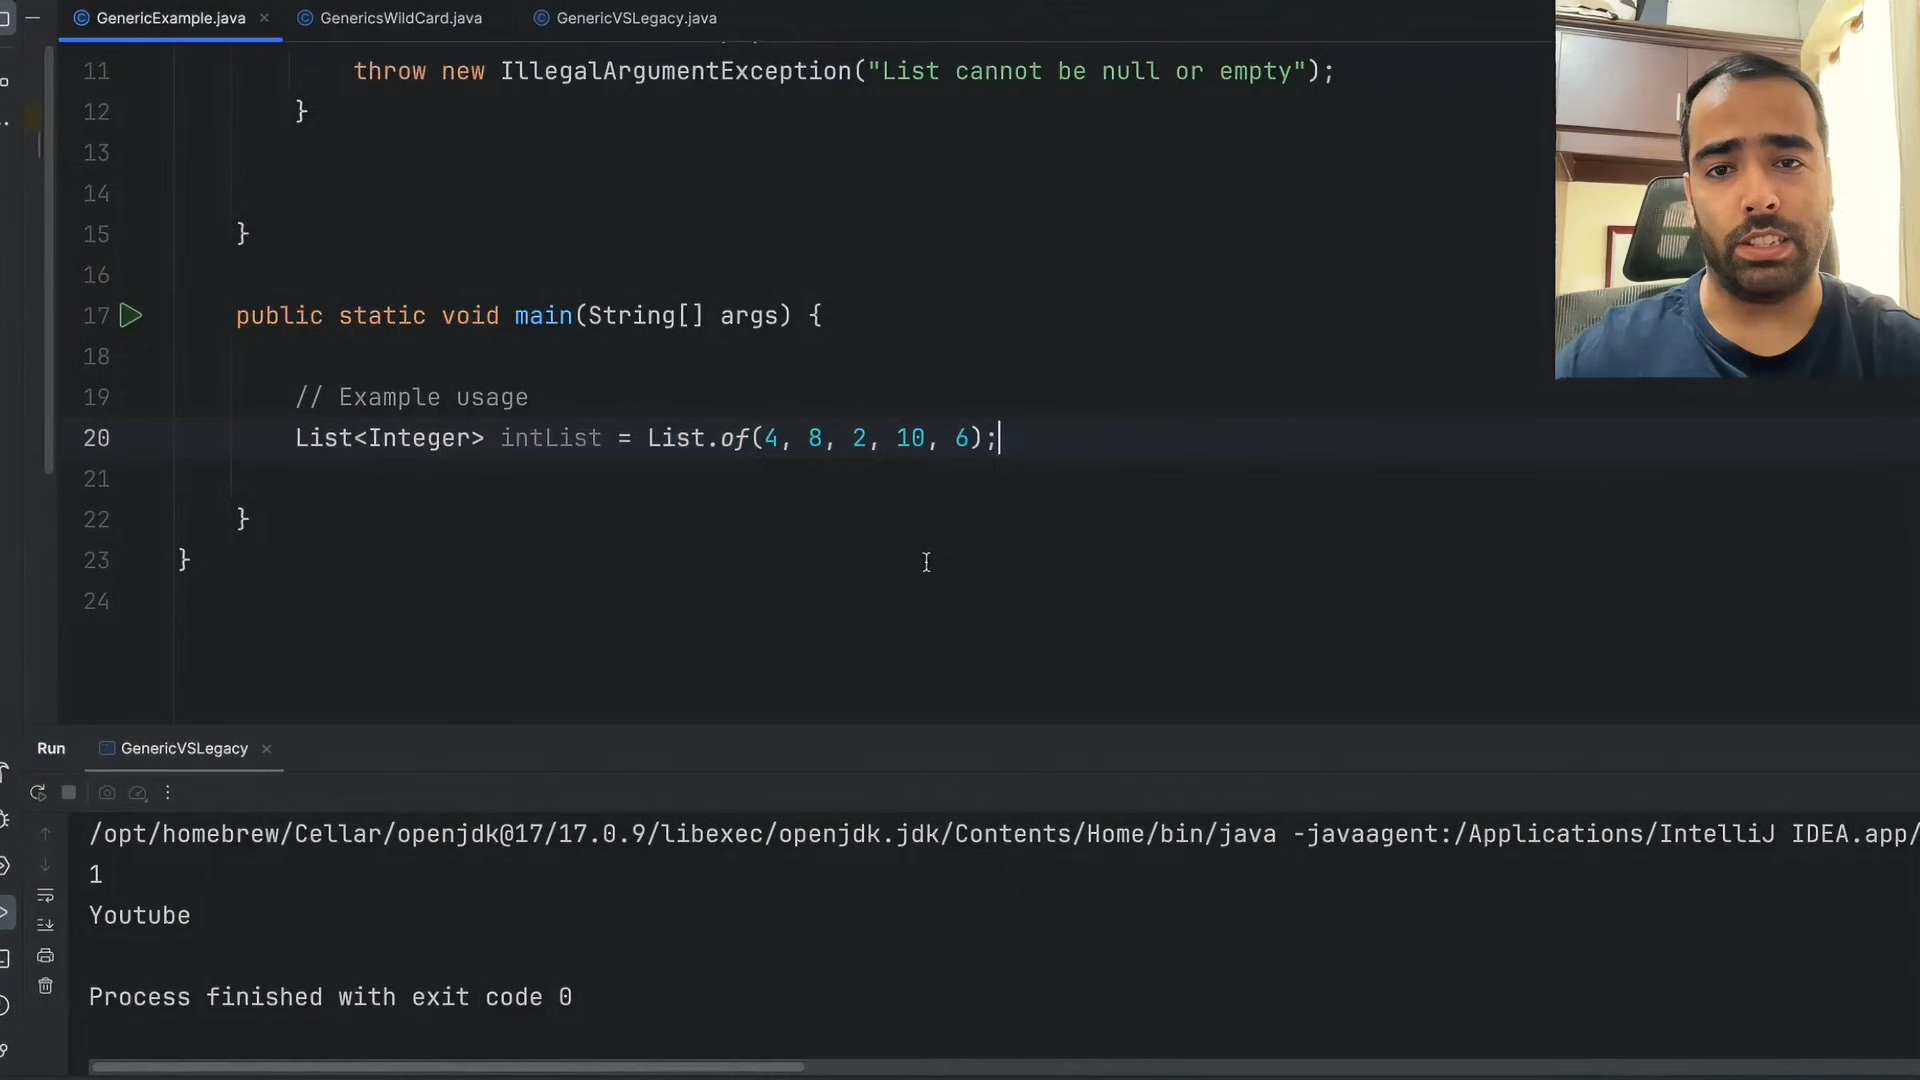 GenericExample.java
GenericsWildCard.java
GenericVSLegacy.java
11 throw new IllegalArgumentException("List cannot be null or empty");
12 }
13
14
15 }
16
17 public static void main(String[] args) {
18
19 // Example usage
20 List<Integer> intList = List.of(4, 8, 2, 10, 6);
21
22 }
23 }
24
Run GenericVSLegacy
/opt/homebrew/Cellar/openjdk@17/17.0.9/libexec/openjdk.jdk/Contents/Home/bin/java -javaagent:/Applications/IntelliJ IDEA.app/
1
Youtube
Process finished with exit code 0